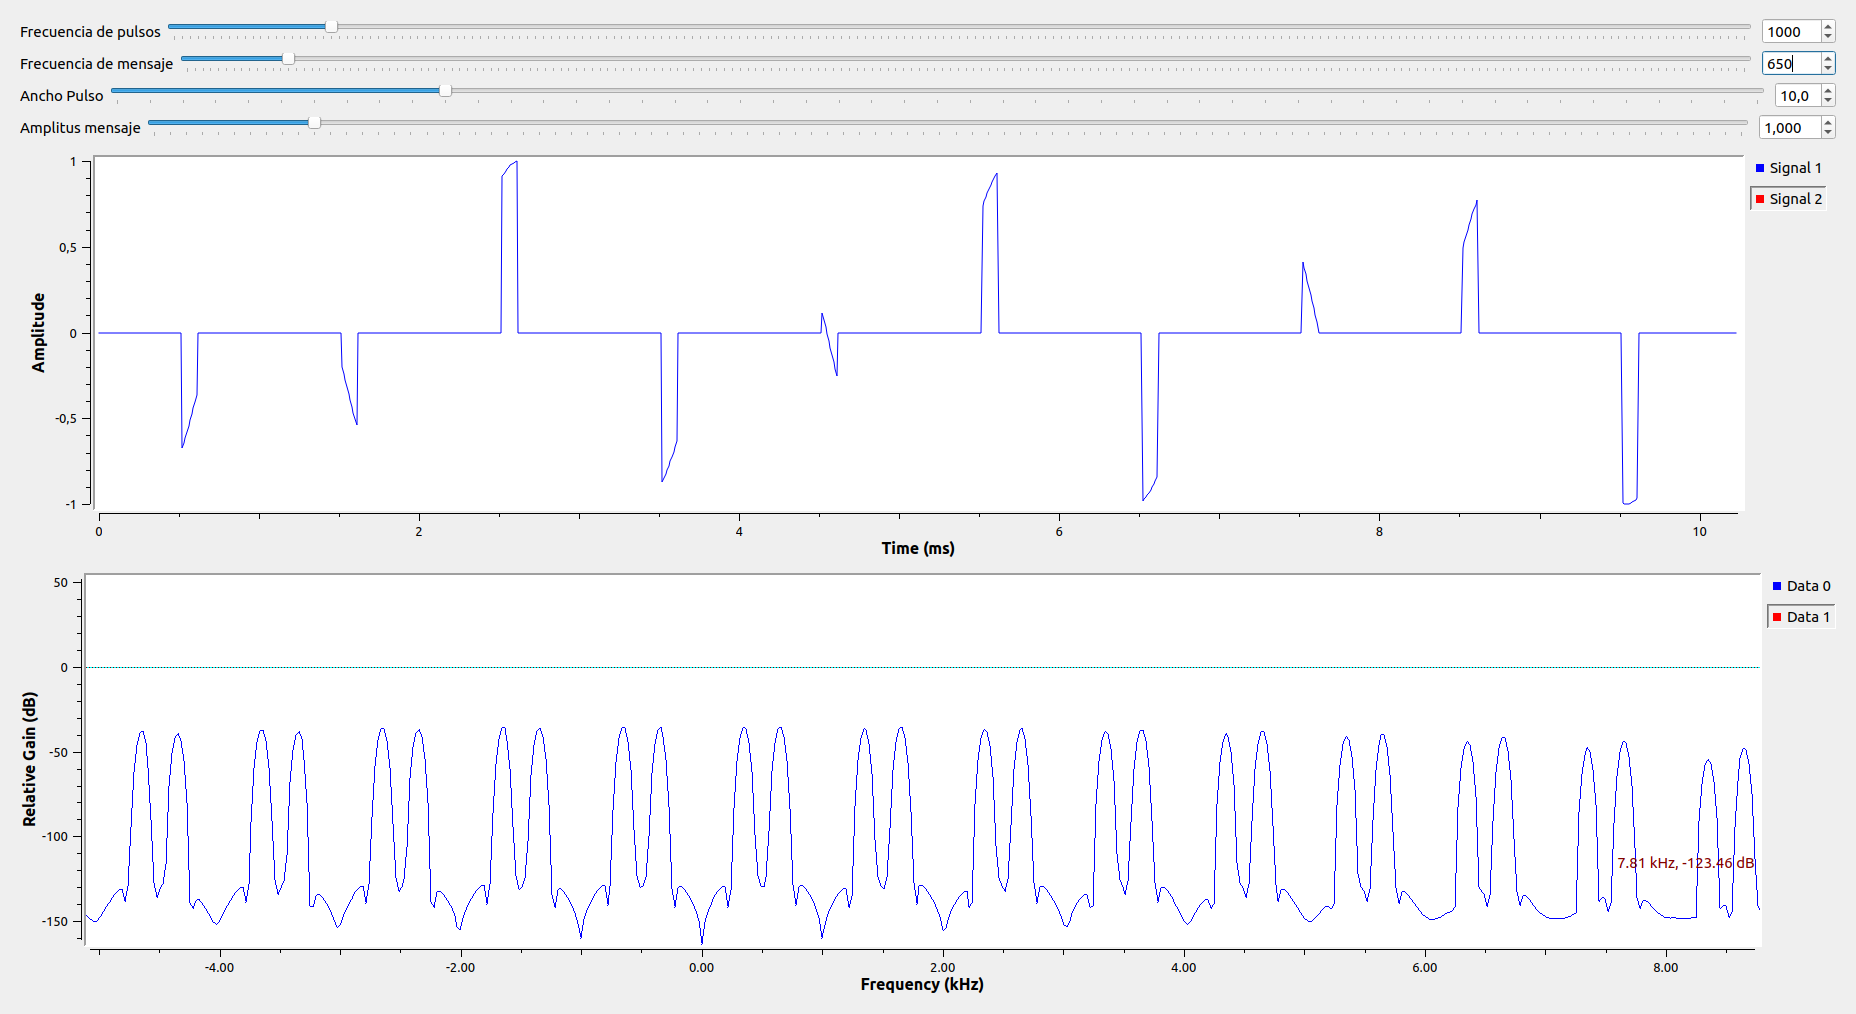 Frecuencia de pulsos 1000
Frecuencia de mensaje 650
Ancho Pulso 10,0
Amplitus mensaje 1,000
1
0,5
0
-0,5
-1
Amplitude
0 2 4 6 8 10
Time (ms)
Signal 1
Signal 2
50
0
-50
-100
-150
Relative Gain (dB)
7.81 kHz, -123.46 dB
-4.00 -2.00 0.00 2.00 4.00 6.00 8.00
Frequency (kHz)
Data 0
Data 1